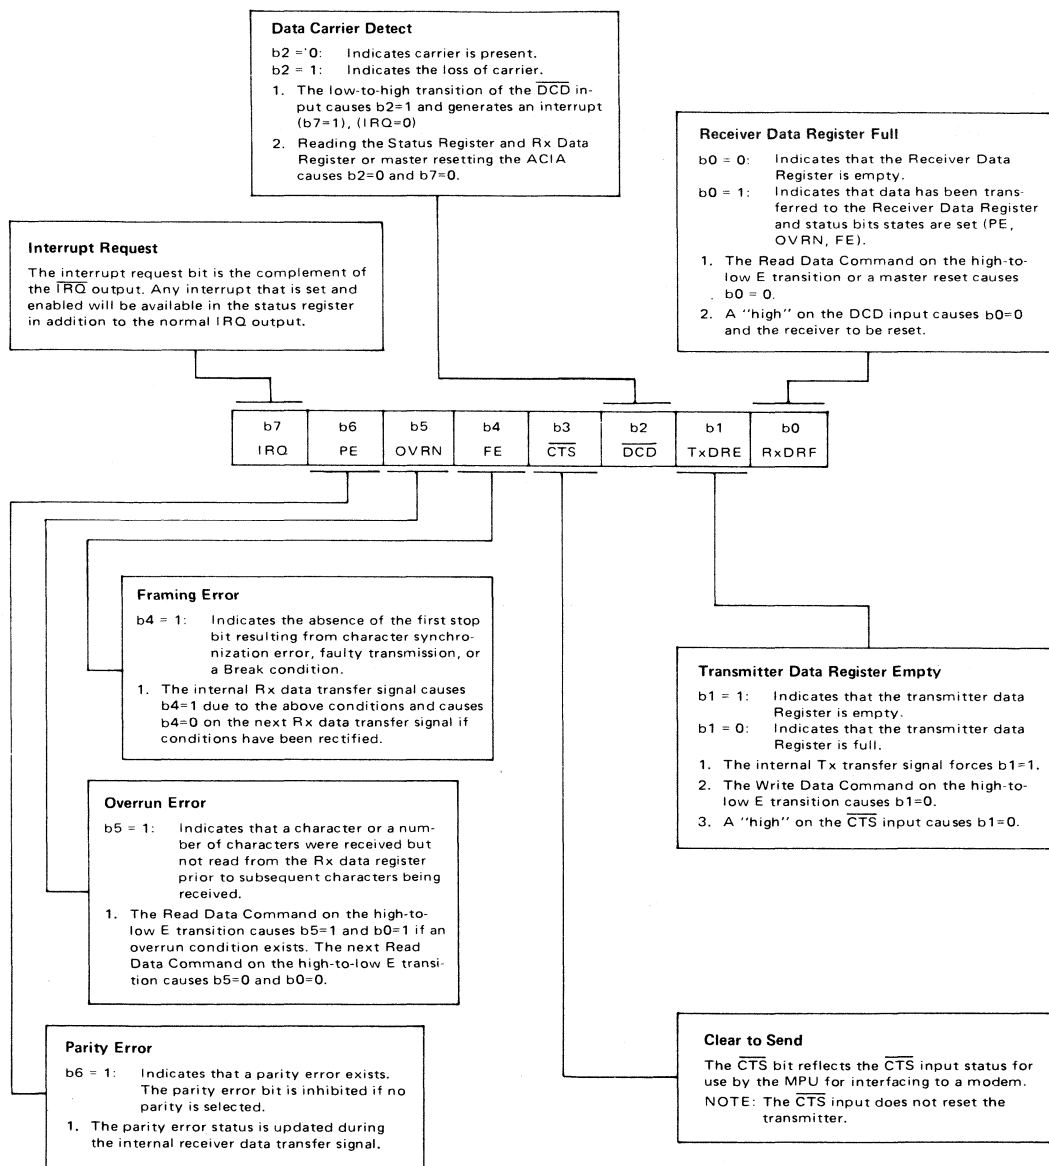 Data Carrier Detect
b2 = 0: Indicates carrier is present.
b2 = 1: Indicates the loss of carrier.
1. The low-to-high transition of the D̅C̅D̅ in-
put causes b2=1 and generates an interrupt
(b7=1), (IRQ=0)
2. Reading the Status Register and Rx Data
Register or master resetting the ACIA
causes b2=0 and b7=0.
Receiver Data Register Full
b0 = 0: Indicates that the Receiver Data
Register is empty.
b0 = 1: Indicates that data has been trans-
ferred to the Receiver Data Register
and status bits states are set (PE,
OVRN, FE).
1. The Read Data Command on the high-to-
low E transition or a master reset causes
b0 = 0.
2. A "high" on the DCD input causes b0=0
and the receiver to be reset.
Interrupt Request
The interrupt request bit is the complement of
the I̅R̅Q̅ output. Any interrupt that is set and
enabled will be available in the status register
in addition to the normal IRQ output.
b7 b6 b5 b4 b3 b2 b1 b0
IRQ PE OVRN FE C̅T̅S̅ D̅C̅D̅ TxDRE RxDRF
Framing Error
b4 = 1: Indicates the absence of the first stop
bit resulting from character synchro-
nization error, faulty transmission, or
a Break condition.
1. The internal Rx data transfer signal causes
b4=1 due to the above conditions and causes
b4=0 on the next Rx data transfer signal if
conditions have been rectified.
Transmitter Data Register Empty
b1 = 1: Indicates that the transmitter data
Register is empty.
b1 = 0: Indicates that the transmitter data
Register is full.
1. The internal Tx transfer signal forces b1=1.
2. The Write Data Command on the high-to-
low E transition causes b1=0.
3. A "high" on the C̅T̅S̅ input causes b1=0.
Overrun Error
b5 = 1: Indicates that a character or a num-
ber of characters were received but
not read from the Rx data register
prior to subsequent characters being
received.
1. The Read Data Command on the high-to-
low E transition causes b5=1 and b0=1 if an
overrun condition exists. The next Read
Data Command on the high-to-low E transi-
tion causes b5=0 and b0=0.
Parity Error
b6 = 1: Indicates that a parity error exists.
The parity error bit is inhibited if no
parity is selected.
1. The parity error status is updated during
the internal receiver data transfer signal.
Clear to Send
The C̅T̅S̅ bit reflects the C̅T̅S̅ input status for
use by the MPU for interfacing to a modem.
NOTE: The C̅T̅S̅ input does not reset the
transmitter.